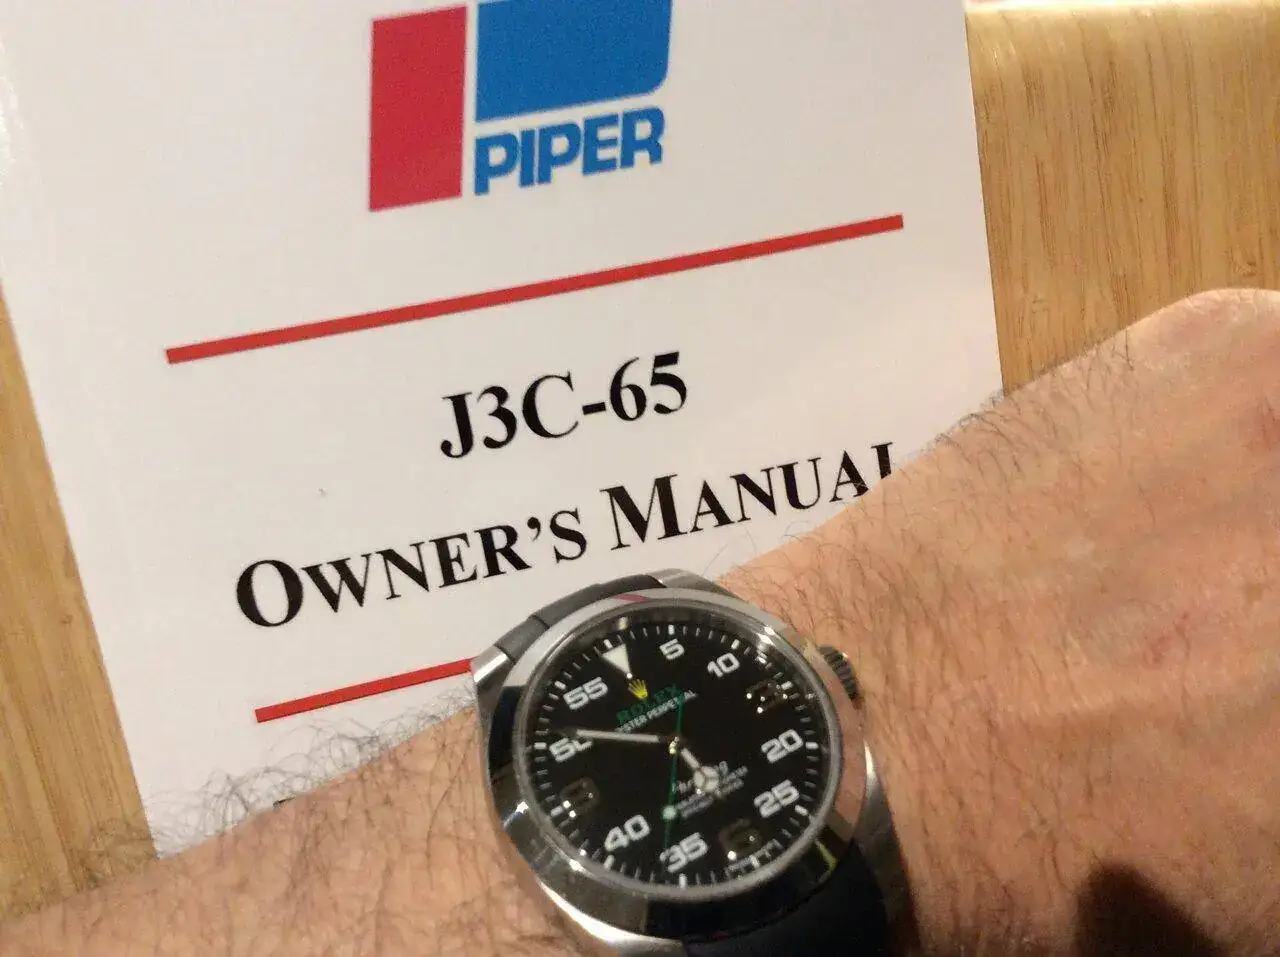 PIPER
J3C-65
OWNER'S MANUAL
5
10
55
ROLEX
OYSTER PERPETUAL
50
20
25
40
35